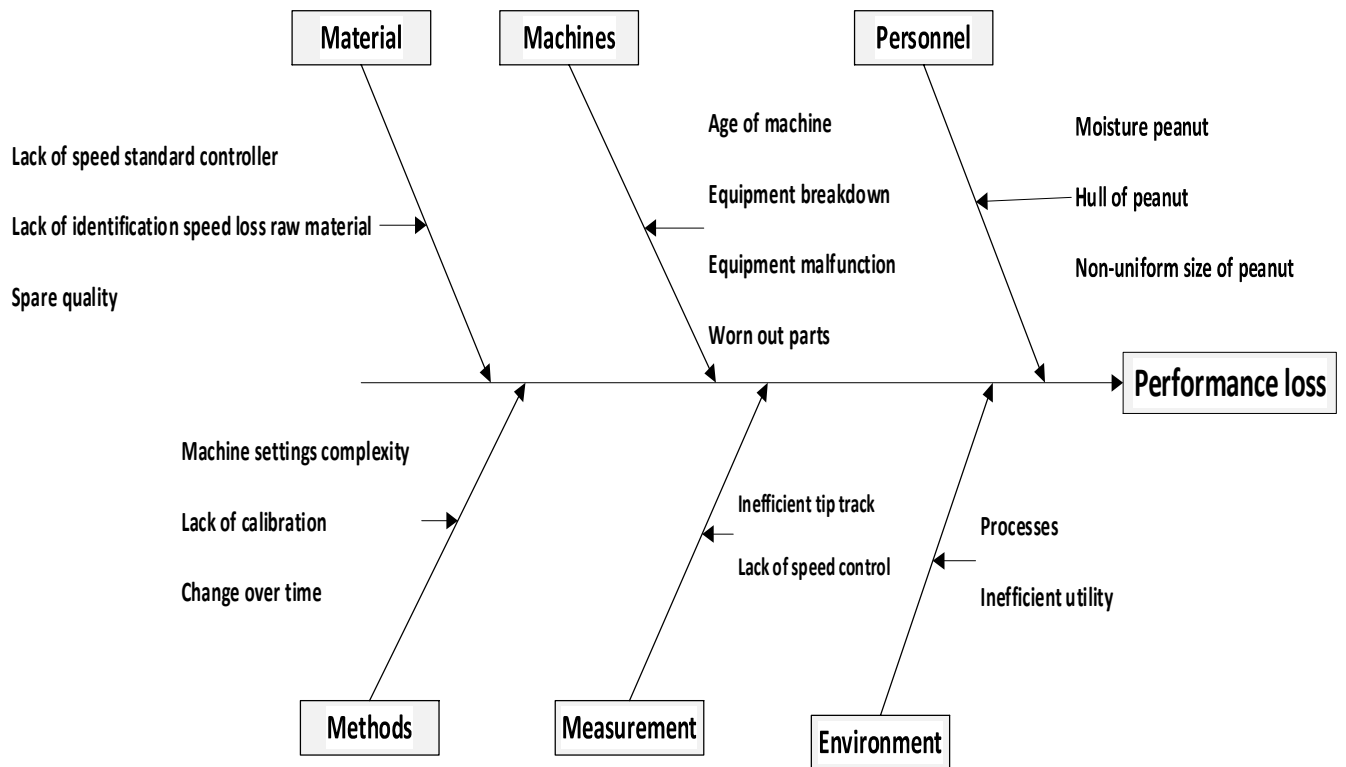 Material
Machines
Personnel
Lack of speed standard controller
Lack of identification speed loss raw material
Spare quality
Age of machine
Equipment breakdown
Equipment malfunction
Worn out parts
Moisture peanut
Hull of peanut
Non-uniform size of peanut
Performance loss
Machine settings complexity
Lack of calibration
Change over time
Inefficient tip track
Lack of speed control
Processes
Inefficient utility
Methods
Measurement
Environment